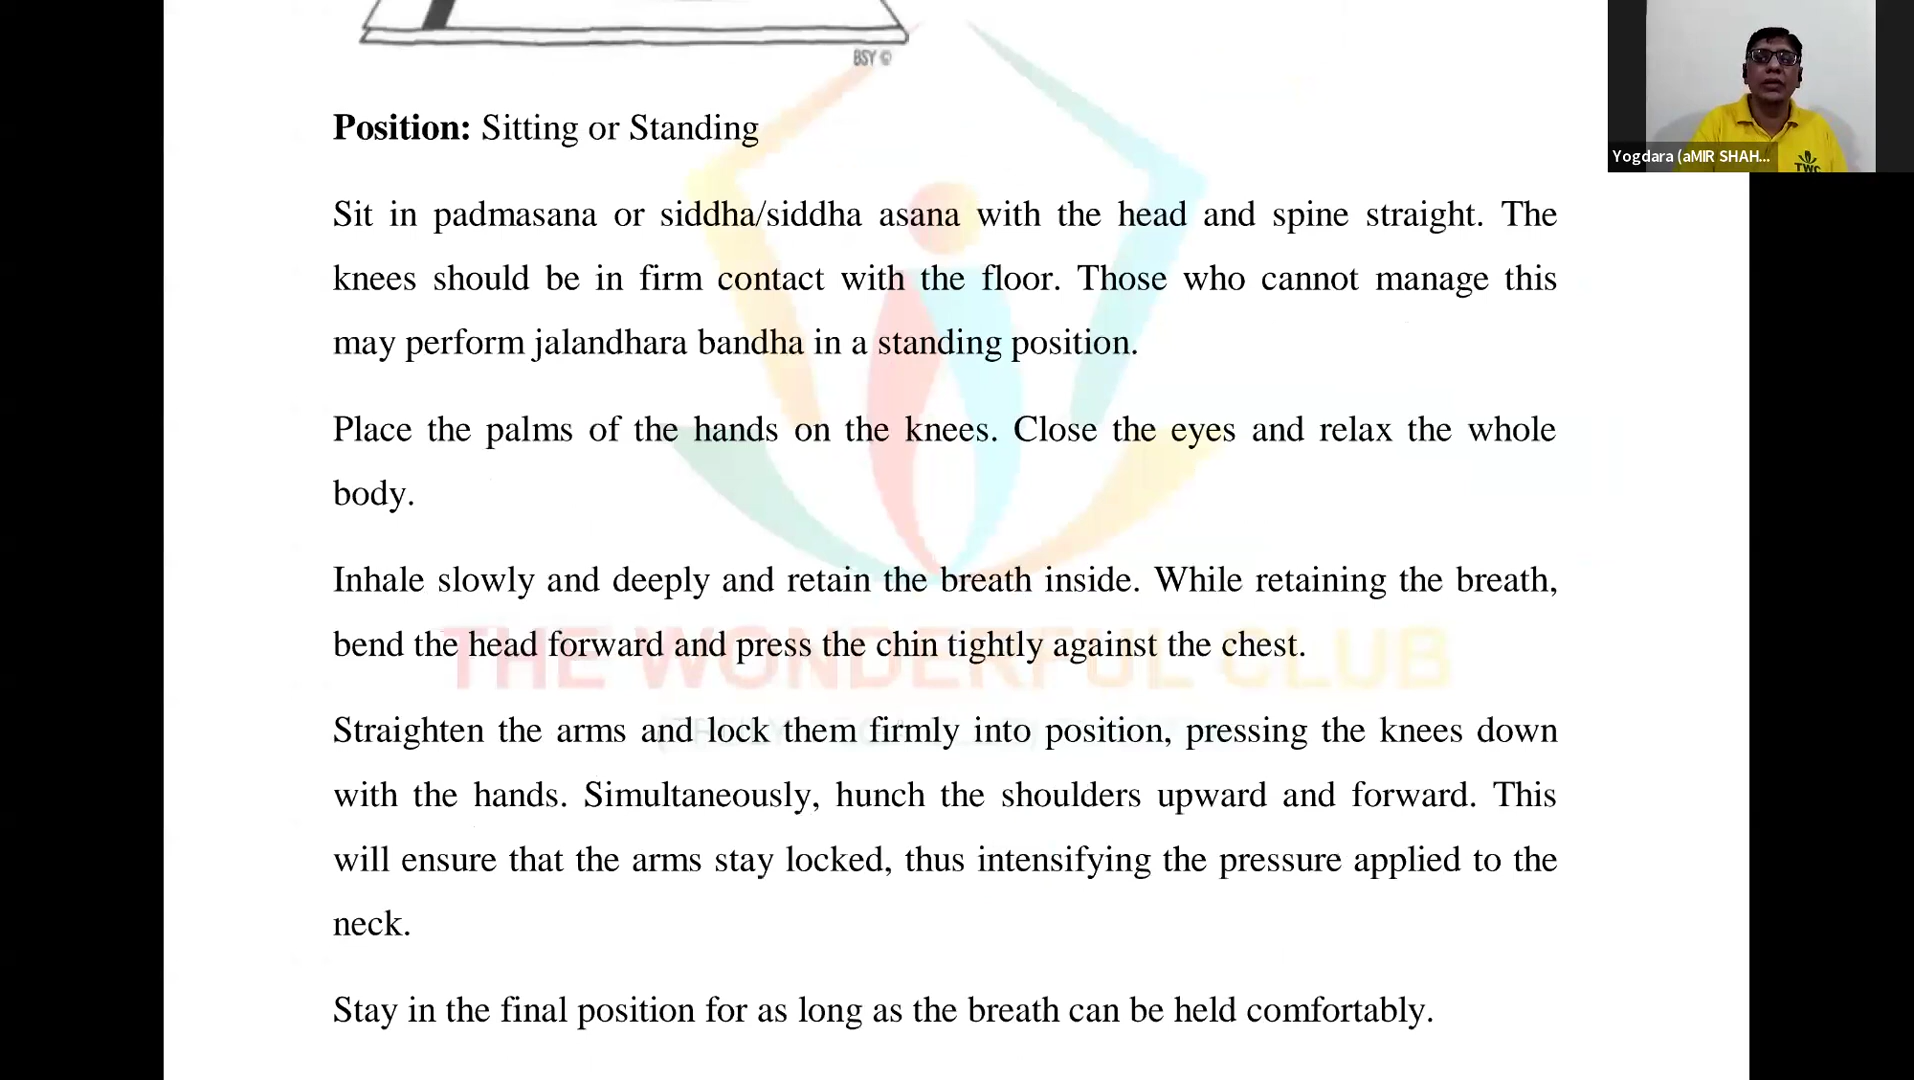 BSY ©
Position: Sitting or Standing
Yogdara (aMIR SHAH...
TWC
Sit in padmasana or siddha/siddha asana with the head and spine straight. The
knees should be in firm contact with the floor. Those who cannot manage this
may perform jalandhara bandha in a standing position.
Place the palms of the hands on the knees. Close the eyes and relax the whole
body.
Inhale slowly and deeply and retain the breath inside. While retaining the breath,
bend the head forward and press the chin tightly against the chest.
THE WONDERFUL CLUB
Straighten the arms and lock them firmly into position, pressing the knees down
with the hands. Simultaneously, hunch the shoulders upward and forward. This
will ensure that the arms stay locked, thus intensifying the pressure applied to the
neck.
Stay in the final position for as long as the breath can be held comfortably.